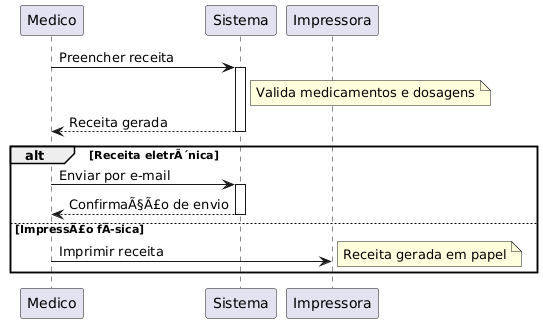 Medico Sistema Impressora
Preencher receita
Valida medicamentos e dosagens
Receita gerada
alt [Receita eletrÃ´nica]
Enviar por e-mail
ConfirmaÃ§Ã£o de envio
[ImpressÃ£o fÃ­sica]
Imprimir receita
Receita gerada em papel
Medico Sistema Impressora